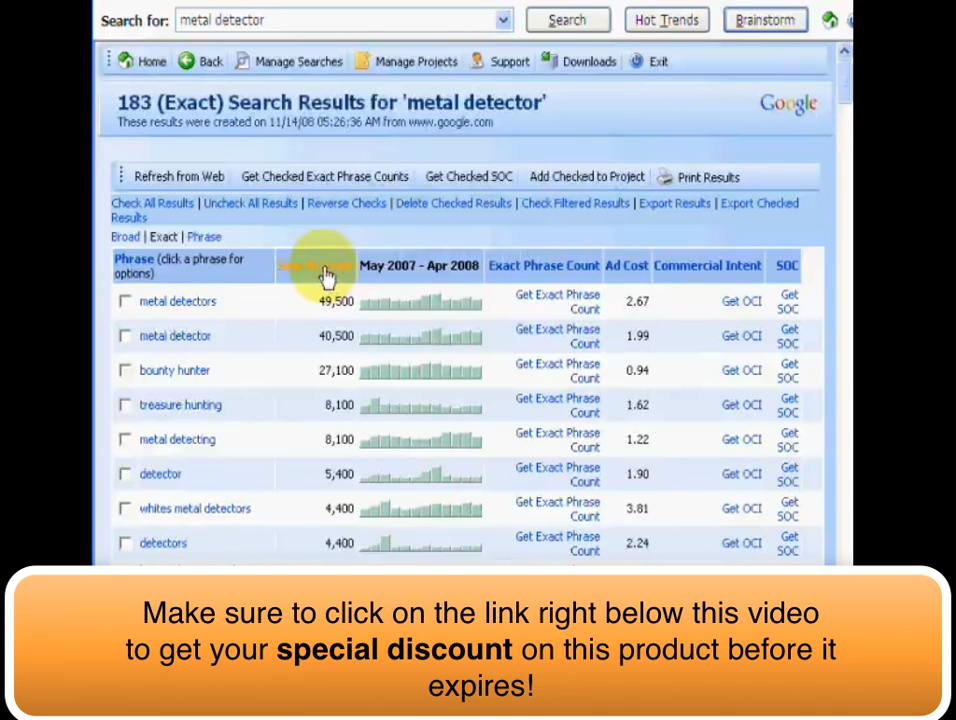 Search for: metal detector Search Hot Trends Brainstorm
Home Back Manage Searches Manage Projects Support Downloads Exit
183 (Exact) Search Results for 'metal detector' Google
These results were created on 11/14/08 05:26:36 AM from www.google.com
Refresh from Web Get Checked Exact Phrase Counts Get Checked SOC Add Checked to Project Print Results
Check All Results | Uncheck All Results | Reverse Checks | Delete Checked Results | Check Filtered Results | Export Results | Export Checked
Results
Broad | Exact | Phrase
Phrase (click a phrase for
options) May 2007 - Apr 2008 Exact Phrase Count Ad Cost Commercial Intent SOC
metal detectors 49,500 Get Exact Phrase
Count 2.67 Get OCI Get
SOC
metal detector 40,500 Get Exact Phrase
Count 1.99 Get OCI Get
SOC
bounty hunter 27,100 Get Exact Phrase
Count 0.94 Get OCI Get
SOC
treasure hunting 8,100 Get Exact Phrase
Count 1.62 Get OCI Get
SOC
metal detecting 8,100 Get Exact Phrase
Count 1.22 Get OCI Get
SOC
detector 5,400 Get Exact Phrase
Count 1.90 Get OCI Get
SOC
whites metal detectors 4,400 Get Exact Phrase
Count 3.81 Get OCI Get
SOC
detectors 4,400 Get Exact Phrase
Count 2.24 Get OCI Get
SOC
Make sure to click on the link right below this video
to get your special discount on this product before it
expires!